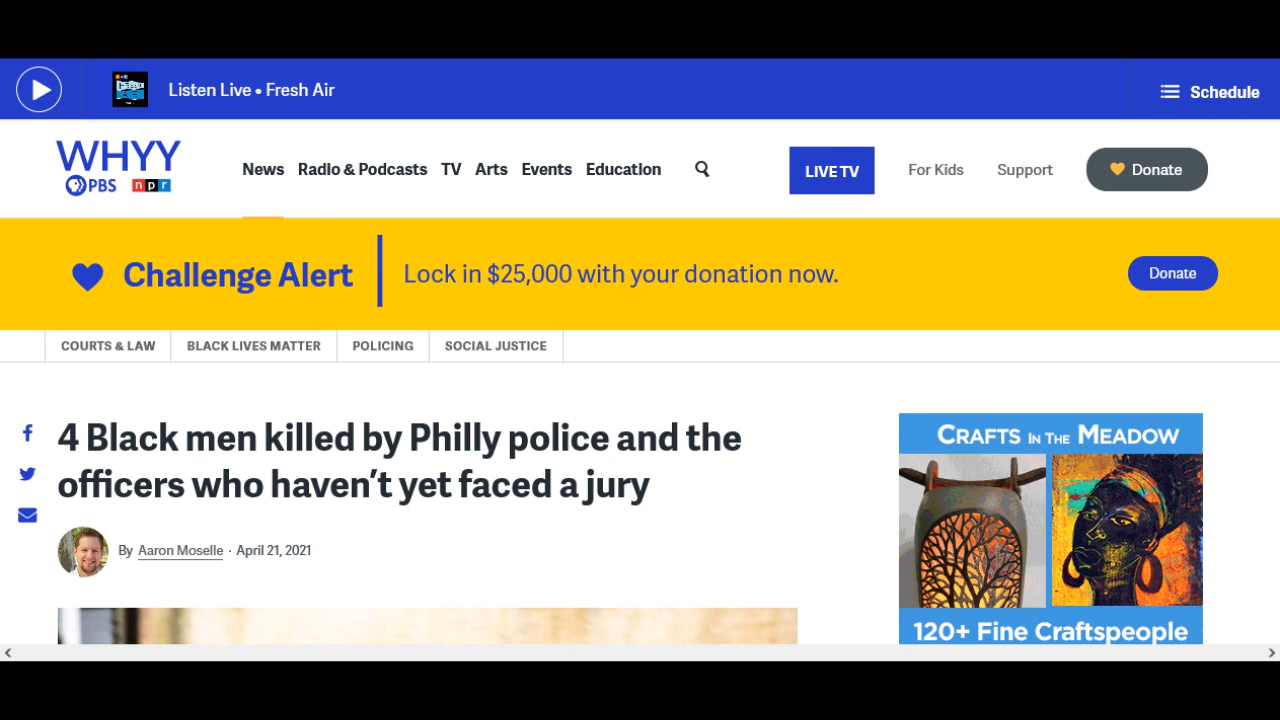 Listen Live • Fresh Air
Schedule
WHYY
PBS npr
News Radio & Podcasts TV Arts Events Education
LIVE TV
For Kids Support
Donate
Challenge Alert
Lock in $25,000 with your donation now.
Donate
COURTS & LAW BLACK LIVES MATTER POLICING SOCIAL JUSTICE
4 Black men killed by Philly police and the
officers who haven’t yet faced a jury
By Aaron Moselle · April 21, 2021
CRAFTS IN THE MEADOW
120+ Fine Craftspeople